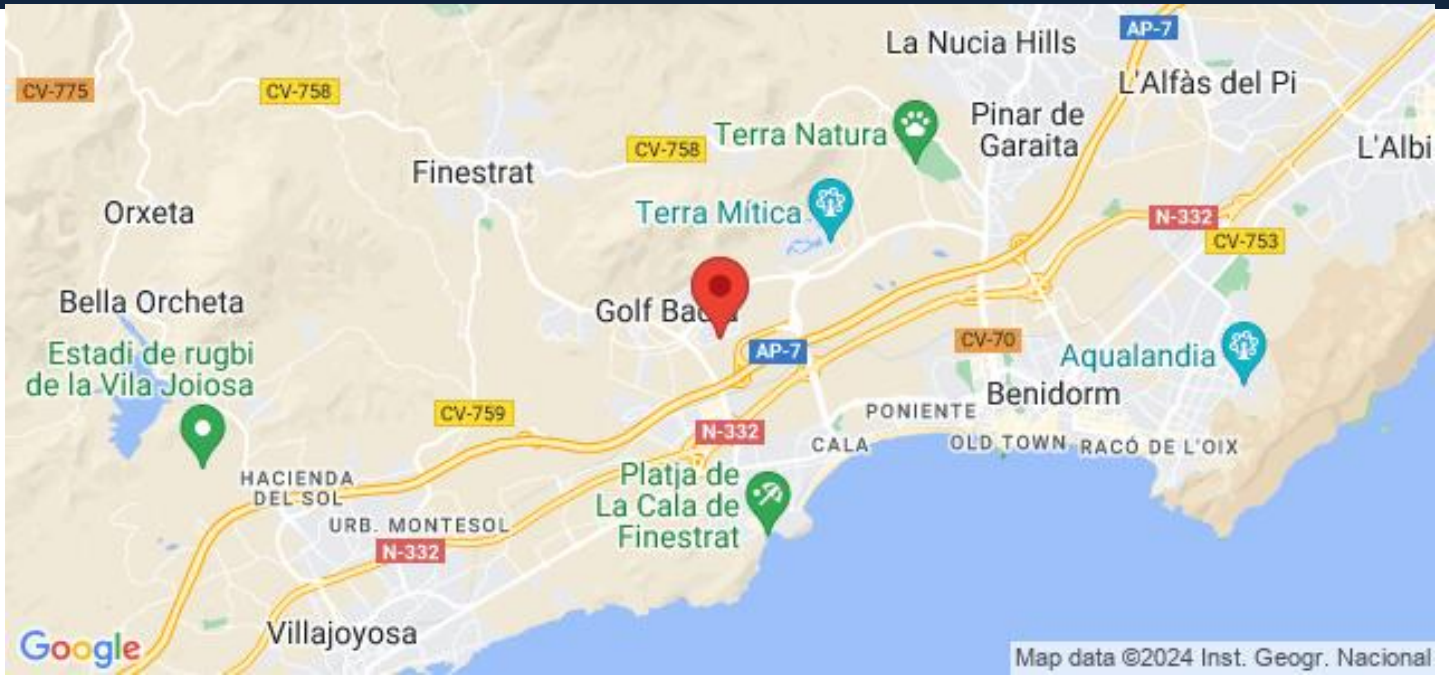 AP-7
La Nucia Hills
CV-775
CV-758
L'Alfàs del Pi
Terra Natura
Pinar de
Garaita
CV-758
L'Albi
Finestrat
Orxeta
Terra Mítica
N-332
CV-753
Bella Orcheta
Golf
Estadi de rugbi
de la Vila Joiosa
AP-7
CV-70
Aqualandia
Benidorm
CV-759
PONIENTE
N-332
CALA
OLD TOWN
RACÓ DE L'OIX
HACIENDA
DEL SOL
Platja de
La Cala de
Finestrat
URB. MONTESOL
N-332
Villajoyosa
Google
Map data ©2024 Inst. Geogr. Nacional